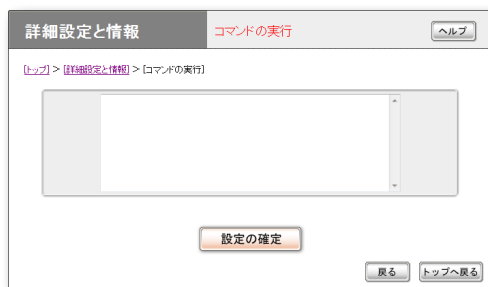 詳細設定と情報 コマンドの実行 ヘルプ
[トップ] > [詳細設定と情報] > [コマンドの実行]
設定の確定
戻る トップへ戻る